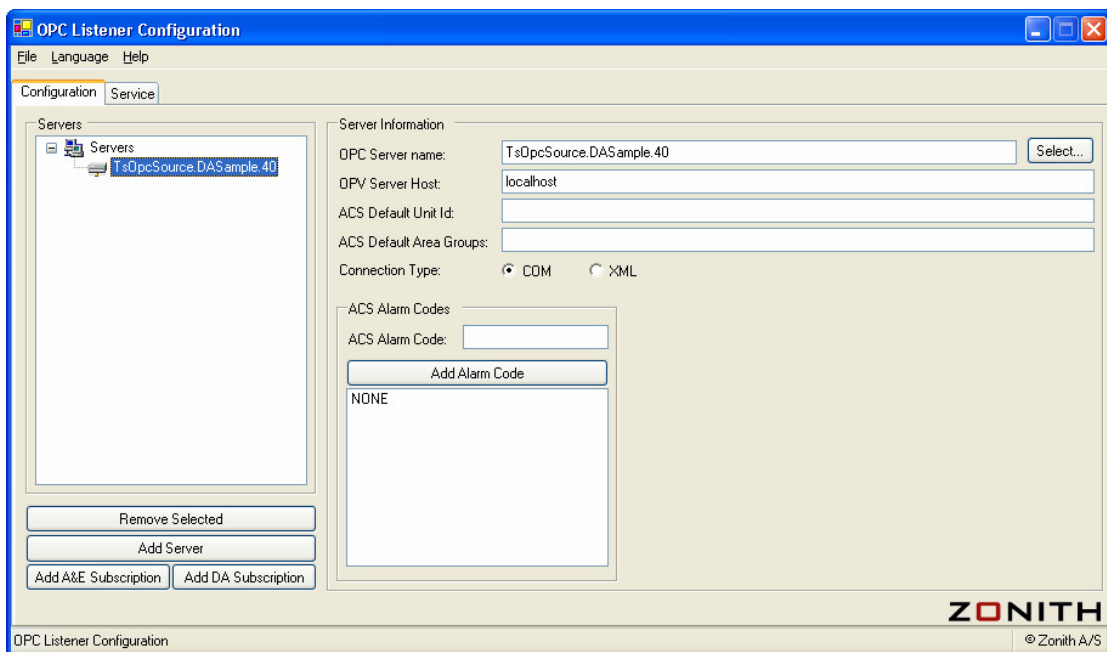 OPC Listener Configuration
File Language Help
Configuration Service
Servers
Servers
TsOpcSource.DASample.40
Remove Selected
Add Server
Add A&E Subscription Add DA Subscription
Server Information
OPC Server name: TsOpcSource.DASample.40 Select...
OPV Server Host: localhost
ACS Default Unit Id:
ACS Default Area Groups:
Connection Type: COM XML
ACS Alarm Codes
ACS Alarm Code:
Add Alarm Code
NONE
ZONITH
OPC Listener Configuration © Zonith A/S